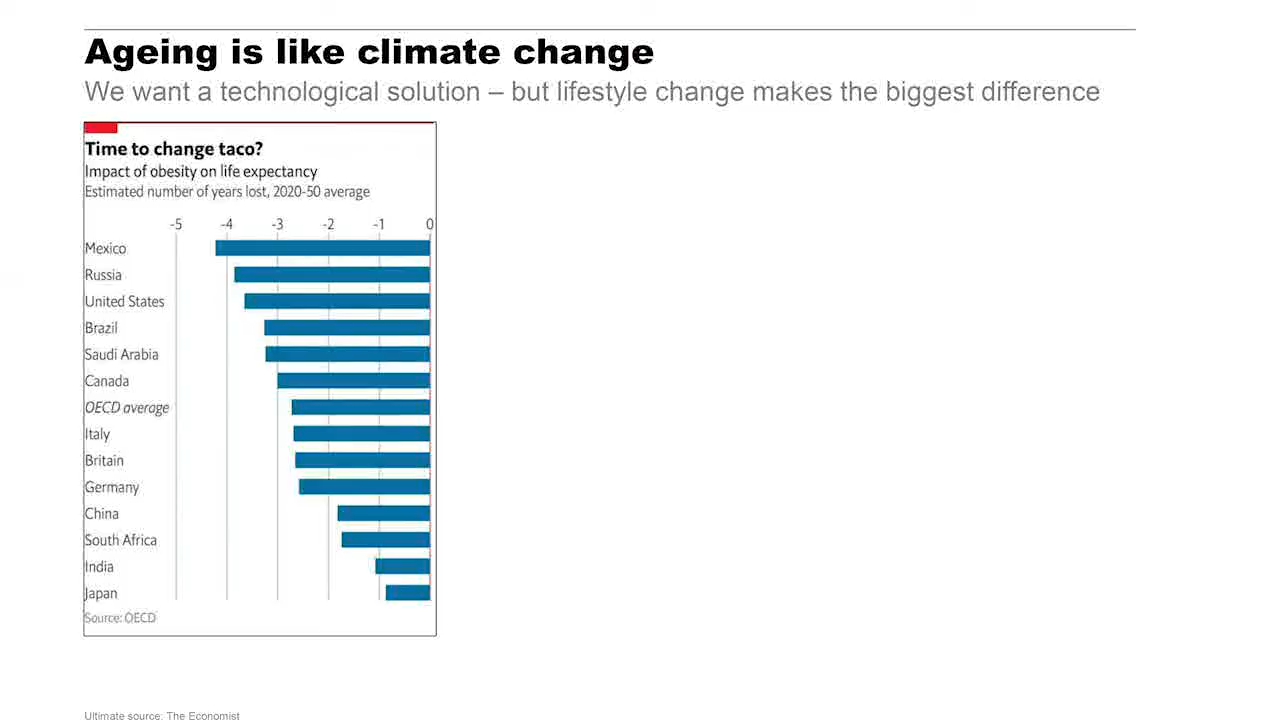 Ageing is like climate change
We want a technological solution – but lifestyle change makes the biggest difference
Time to change taco?
Impact of obesity on life expectancy
Estimated number of years lost, 2020-50 average
-5 -4 -3 -2 -1 0
Mexico
Russia
United States
Brazil
Saudi Arabia
Canada
OECD average
Italy
Britain
Germany
China
South Africa
India
Japan
Source: OECD
Ultimate source: The Economist